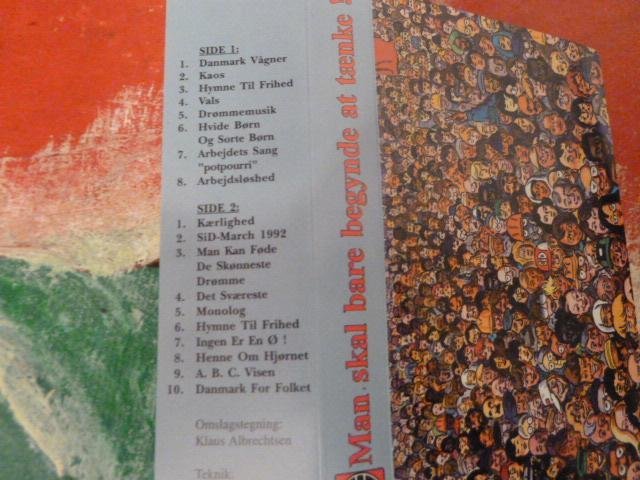 SIDE 1:
1. Danmark Vågner
2. Kaos
3. Hymne Til Frihed
4. Vals
5. Drømmemusik
6. Hvide Børn
Og Sorte Børn
7. Arbejdets Sang
"potpourri"
8. Arbejdsløshed
SIDE 2:
1. Kærlighed
2. SiD-March 1992
3. Man Kan Føde
De Skønneste
Drømme
4. Det Sværeste
5. Monolog
6. Hymne Til Frihed
7. Ingen Er En Ø !
8. Henne Om Hjørnet
9. A. B. C. Visen
10. Danmark For Folket
Omslagstegning:
Klaus Albrechtsen
Teknik:
Man skal bare begynde at tænke !